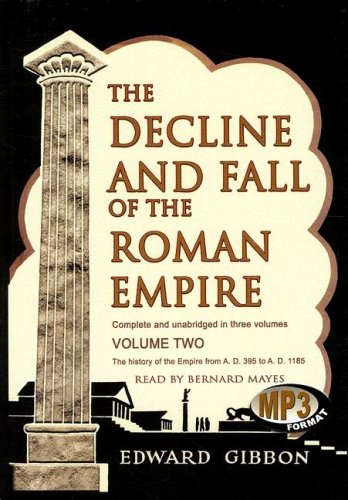 THE
DECLINE
AND FALL
OF THE
ROMAN
EMPIRE
Complete and unabridged in three volumes
VOLUME TWO
The history of the Empire from A. D. 395 to A. D. 1185
READ BY BERNARD MAYES
MP3
FORMAT
EDWARD GIBBON